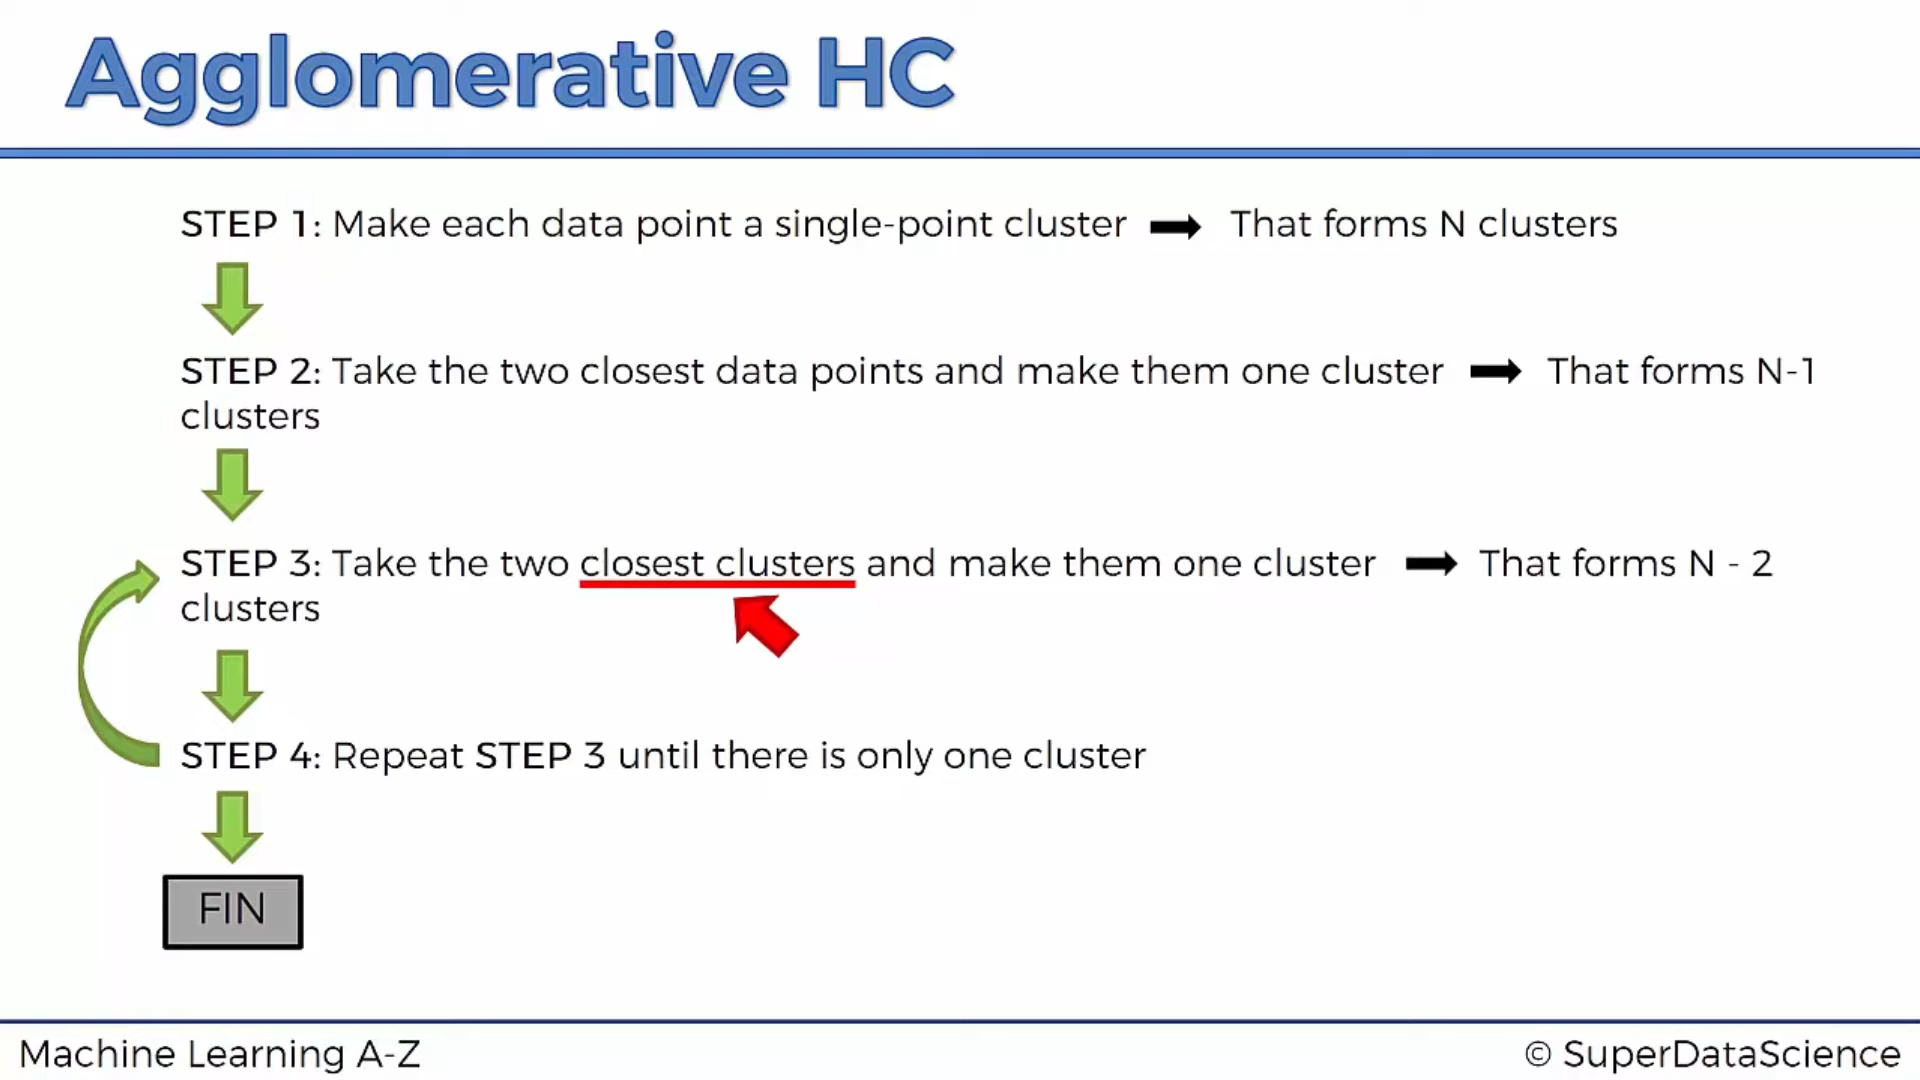 Agglomerative HC
STEP 1: Make each data point a single-point cluster ➡ That forms N clusters
STEP 2: Take the two closest data points and make them one cluster ➡ That forms N-1
clusters
STEP 3: Take the two closest clusters and make them one cluster ➡ That forms N - 2
clusters
STEP 4: Repeat STEP 3 until there is only one cluster
FIN
Machine Learning A-Z
© SuperDataScience